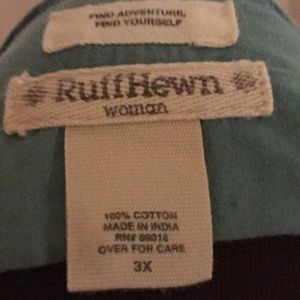 FIND ADVENTURE,
FIND YOURSELF
RuffHewn
woman
100% COTTON
MADE IN INDIA
RN# 89016
OVER FOR CARE
3X